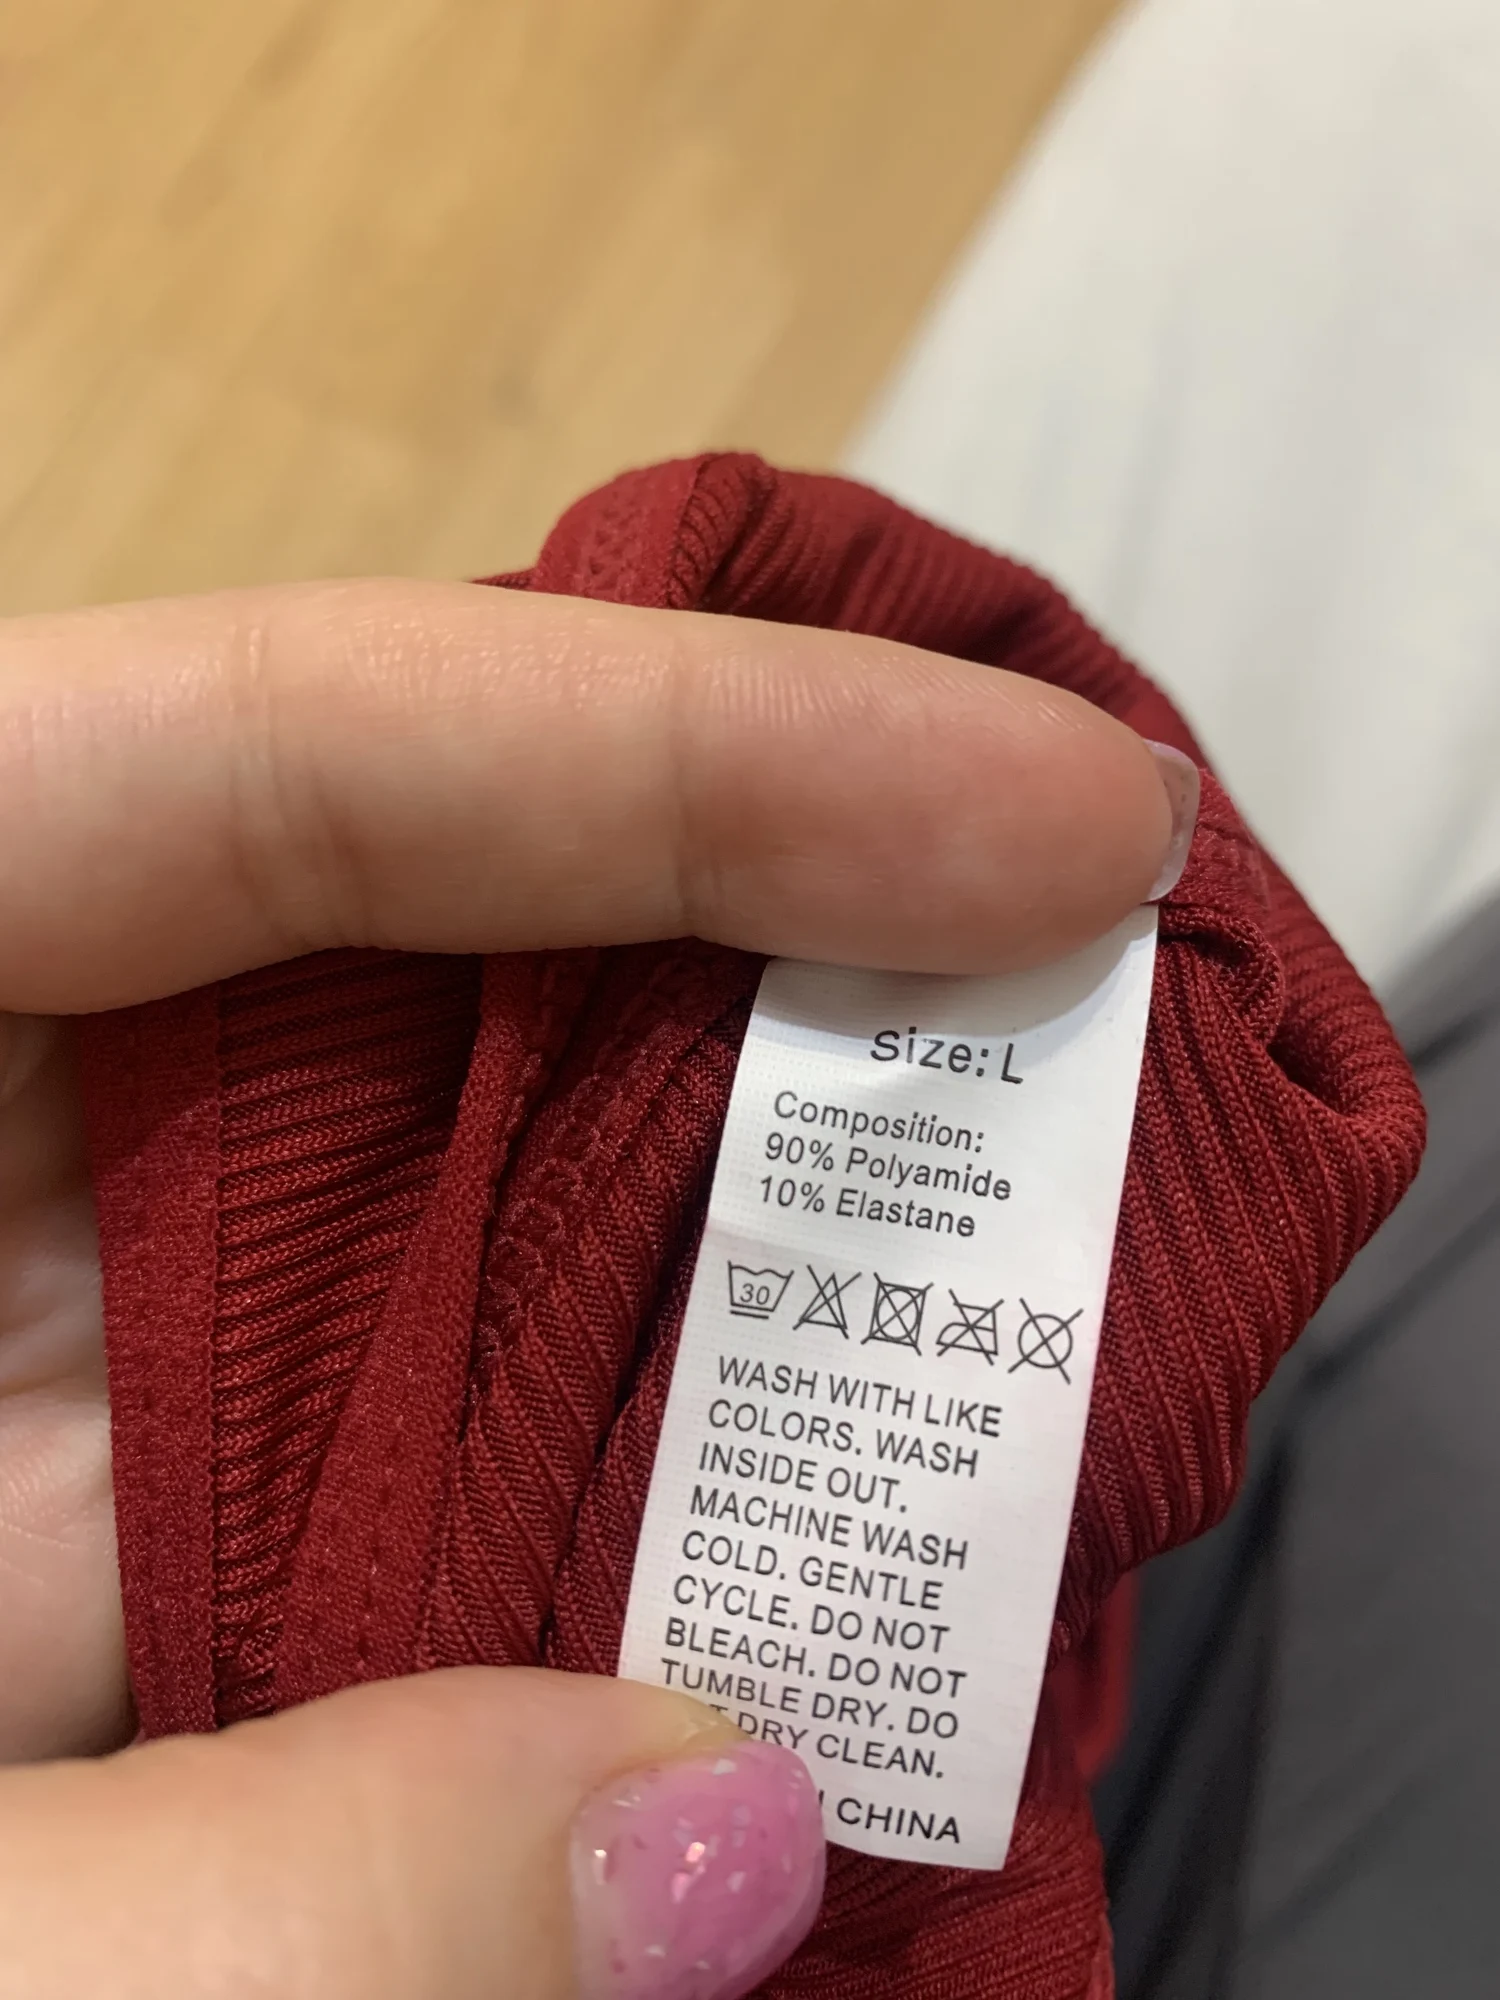 Size: L
Composition:
90% Polyamide
10% Elastane
30
WASH WITH LIKE
COLORS. WASH
INSIDE OUT.
MACHINE WASH
COLD. GENTLE
CYCLE. DO NOT
BLEACH. DO NOT
TUMBLE DRY. DO
DRY CLEAN.
CHINA